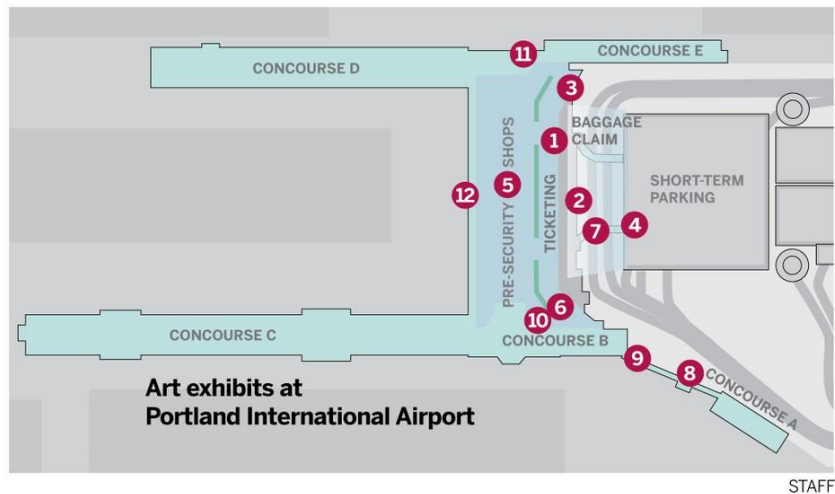 CONCOURSE D
11
CONCOURSE E
3
BAGGAGE
CLAIM
1
PRE-SECURITY SHOPS
5
TICKETING
12
2
SHORT-TERM
PARKING
7
4
6
10
CONCOURSE C
CONCOURSE B
9
8
CONCOURSE A
Art exhibits at
Portland International Airport
STAFF